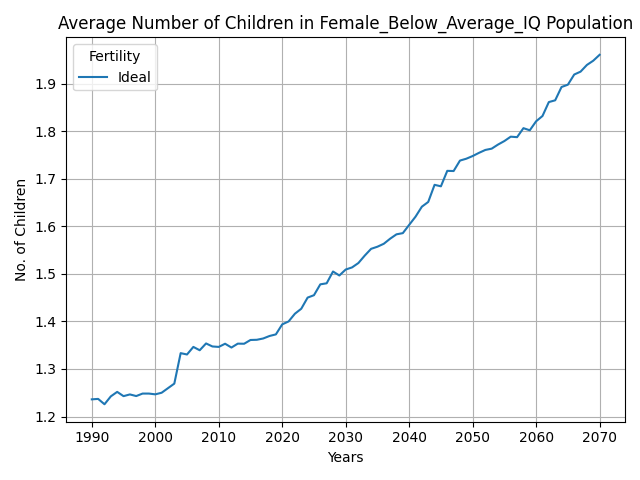 Average Number of Children in Female_Below_Average_IQ Population
Fertility
Ideal
No. of Children
1.9
1.8
1.7
1.6
1.5
1.4
1.3
1.2
1990 2000 2010 2020 2030 2040 2050 2060 2070
Years